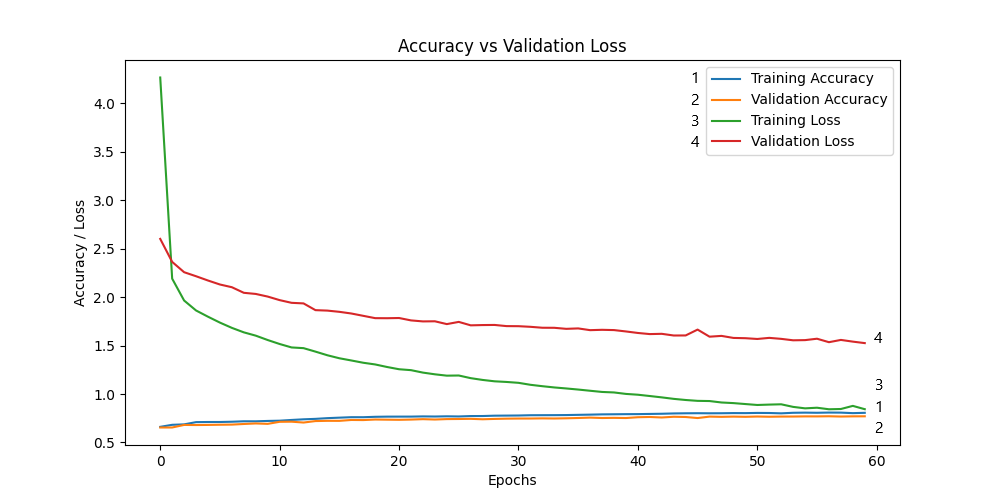 Accuracy vs Validation Loss
1 Training Accuracy
2 Validation Accuracy
3 Training Loss
4 Validation Loss
Accuracy / Loss
4.0
3.5
3.0
2.5
2.0
1.5
1.0
0.5
4
3
1
2
0 10 20 30 40 50 60
Epochs